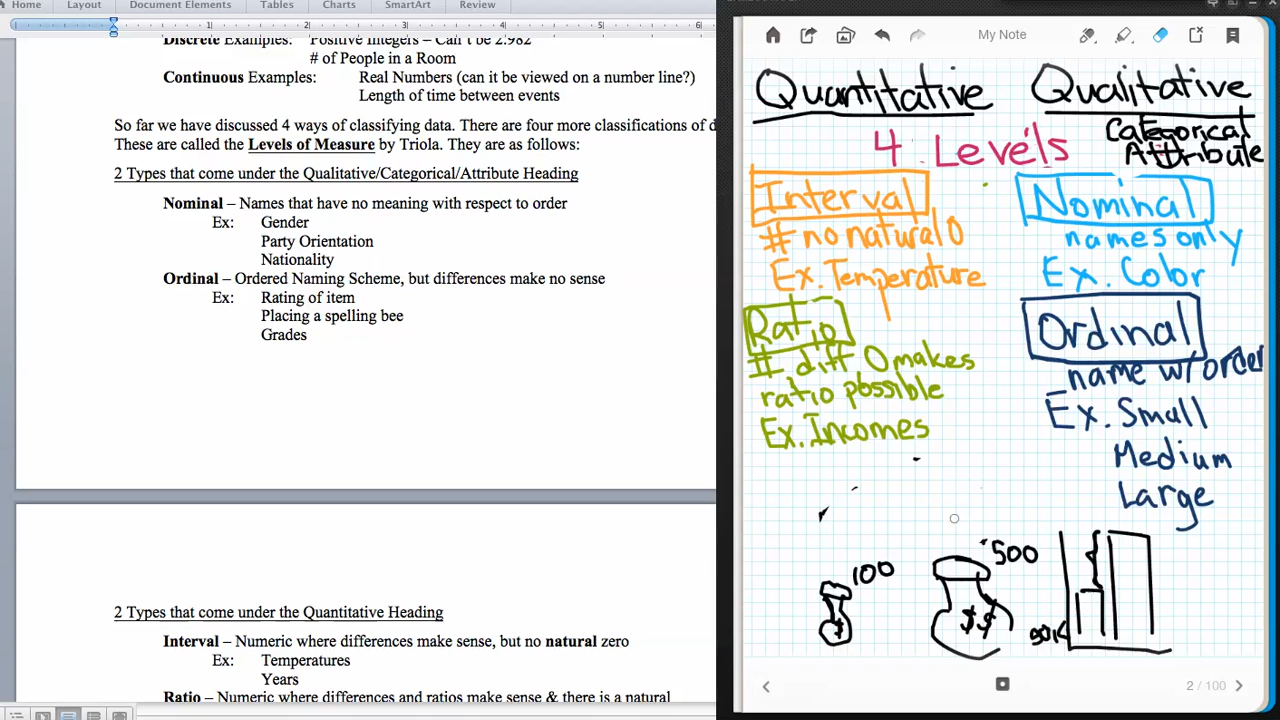 Home Layout Document Elements Tables Charts SmartArt Review
1 2 3 4 5 6
Discrete Examples: Positive Integers – Can't be 2.982
# of People in a Room
Continuous Examples: Real Numbers (can it be viewed on a number line?)
Length of time between events
So far we have discussed 4 ways of classifying data. There are four more classifications of d
These are called the Levels of Measure by Triola. They are as follows:
2 Types that come under the Qualitative/Categorical/Attribute Heading
Nominal – Names that have no meaning with respect to order
Ex: Gender
Party Orientation
Nationality
Ordinal – Ordered Naming Scheme, but differences make no sense
Ex: Rating of item
Placing a spelling bee
Grades
2 Types that come under the Quantitative Heading
Interval – Numeric where differences make sense, but no natural zero
Ex: Temperatures
Years
Ratio – Numeric where differences and ratios make sense & there is a natural
My Note
Quantitative
Qualitative
Categorical
Attribute
4 Levels
Interval
# no natural 0
Ex. Temperature
Ratio
# diff 0 makes
ratio possible
Ex. Incomes
Nominal
names only
Ex. Color
Ordinal
name w/ order
Ex. Small
Medium
Large
100
$
500
$$
2 / 100